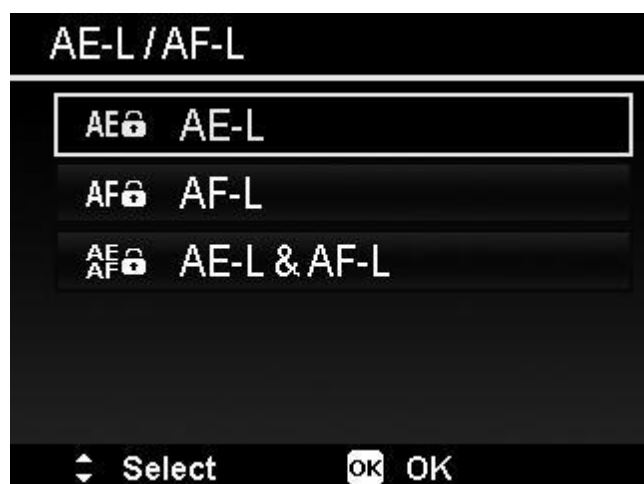 AE-L / AF-L
AE AE-L
AF AF-L
AE AF AE-L & AF-L
Select OK OK